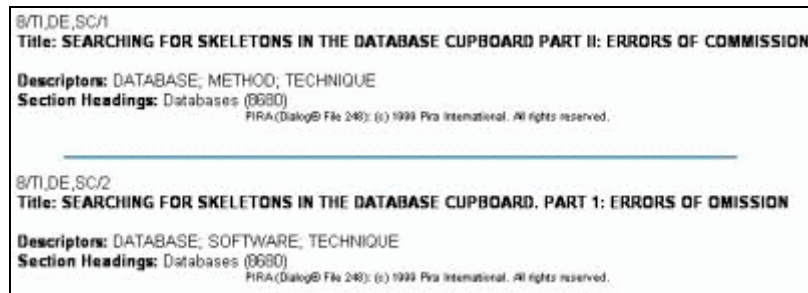 8/TI,DE,SC/1
Title: SEARCHING FOR SKELETONS IN THE DATABASE CUPBOARD PART II: ERRORS OF COMMISSION
Descriptors: DATABASE; METHOD; TECHNIQUE
Section Headings: Databases (8680)
PIRA (Dialog® File 248): (c) 1999 Pira International. All rights reserved.
8/TI,DE,SC/2
Title: SEARCHING FOR SKELETONS IN THE DATABASE CUPBOARD. PART 1: ERRORS OF OMISSION
Descriptors: DATABASE; SOFTWARE; TECHNIQUE
Section Headings: Databases (8680)
PIRA (Dialog® File 248): (c) 1999 Pira International. All rights reserved.